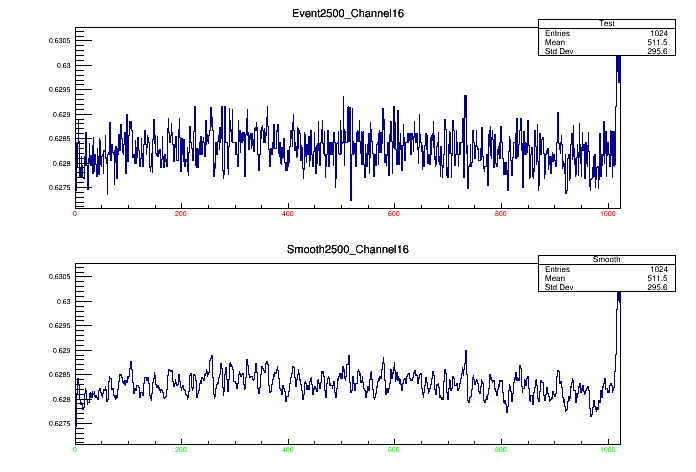 Event2500_Channel16
Test
Entries 1024
Mean 511.5
Std Dev 295.6
0.6305
0.63
0.6295
0.629
0.6285
0.628
0.6275
0 200 400 600 800 1000
Smooth2500_Channel16
Smooth
Entries 1024
Mean 511.5
Std Dev 295.6
0.6305
0.63
0.6295
0.629
0.6285
0.628
0.6275
0 200 400 600 800 1000